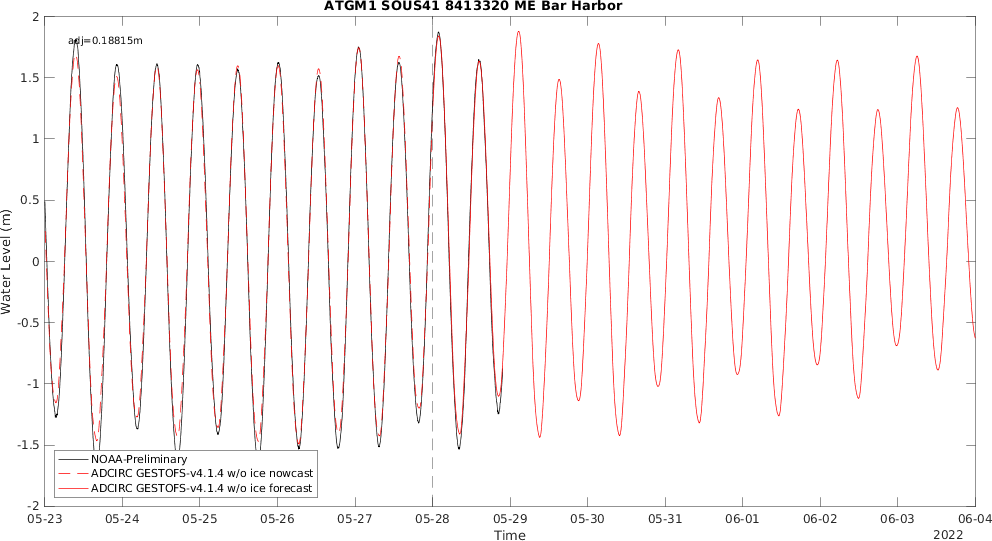 ATGM1 SOUS41 8413320 ME Bar Harbor
adj=0.18815m
2
1.5
1
0.5
0
-0.5
-1
-1.5
-2
Water Level (m)
NOAA-Preliminary
ADCIRC GESTOFS-v4.1.4 w/o ice nowcast
ADCIRC GESTOFS-v4.1.4 w/o ice forecast
05-23 05-24 05-25 05-26 05-27 05-28 05-29 05-30 05-31 06-01 06-02 06-03 06-04
Time
2022